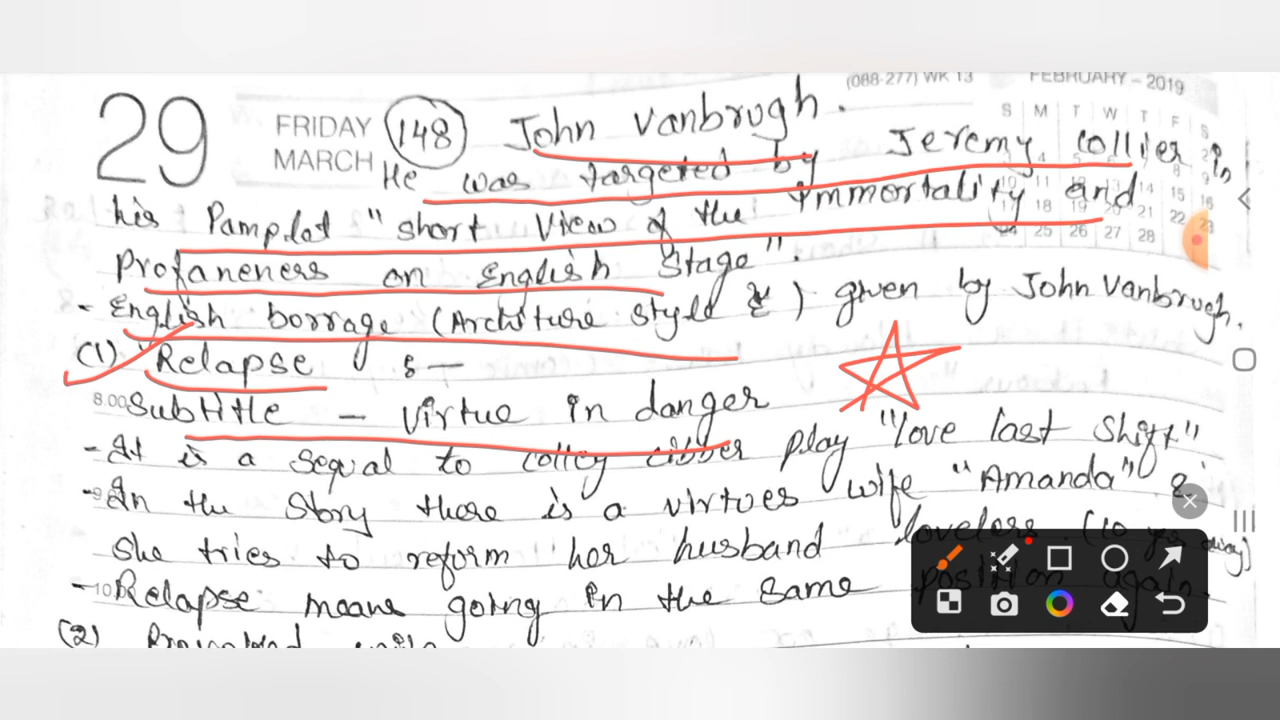 (088-277) WK 13 FEBRUARY – 2019
S M T W T F S
29 FRIDAY MARCH (148) John Vanbrugh.
He was targeted by Jeremy collier in
his Pamplet "short View of the Immortality and
Profaneness on English Stage".
- English borrage (Architure style ) given by John Vanbrugh.
(1) Relapse :-
8.00 Subtitle - Virtue in danger
- It is a sequal to colley cibber play "love last Shift"
- In the story there is a virtues wife "Amanda" &
she tries to reform her husband loveless. (10 yrs away)
- Relapse means going in the same position again.
(2) Provoked wife